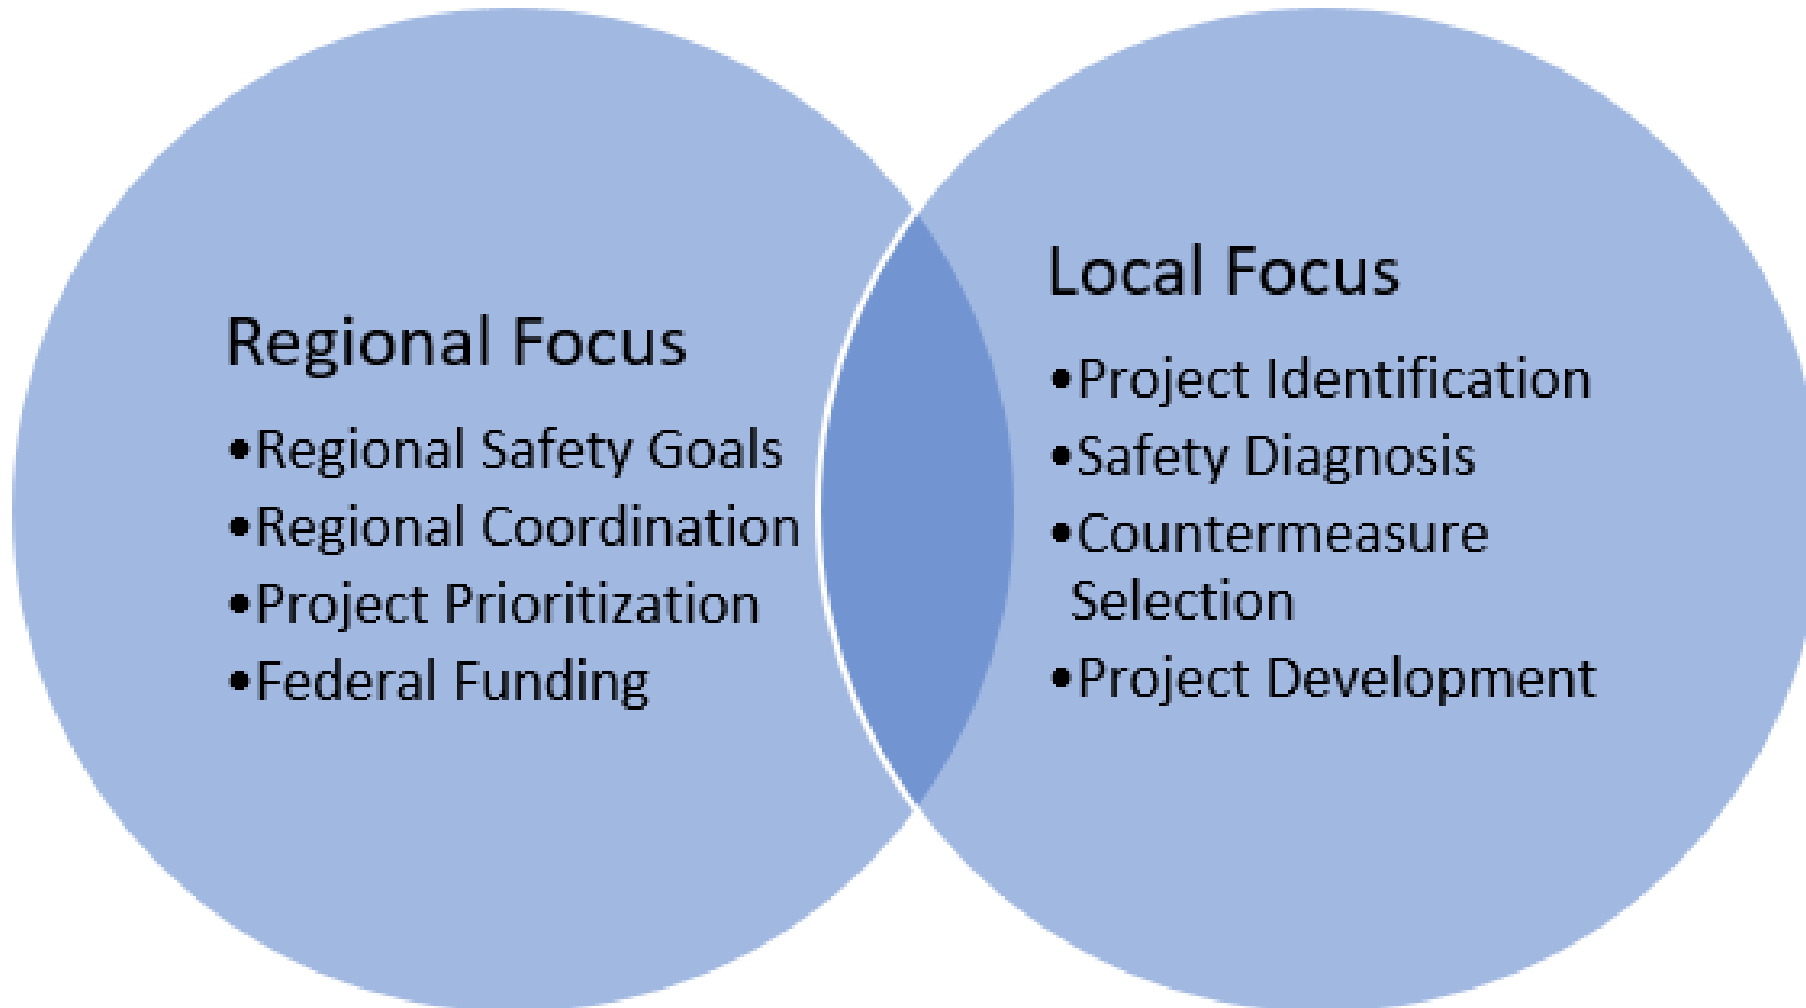 Regional Focus
•Regional Safety Goals
•Regional Coordination
•Project Prioritization
•Federal Funding
Local Focus
•Project Identification
•Safety Diagnosis
•Countermeasure
Selection
•Project Development